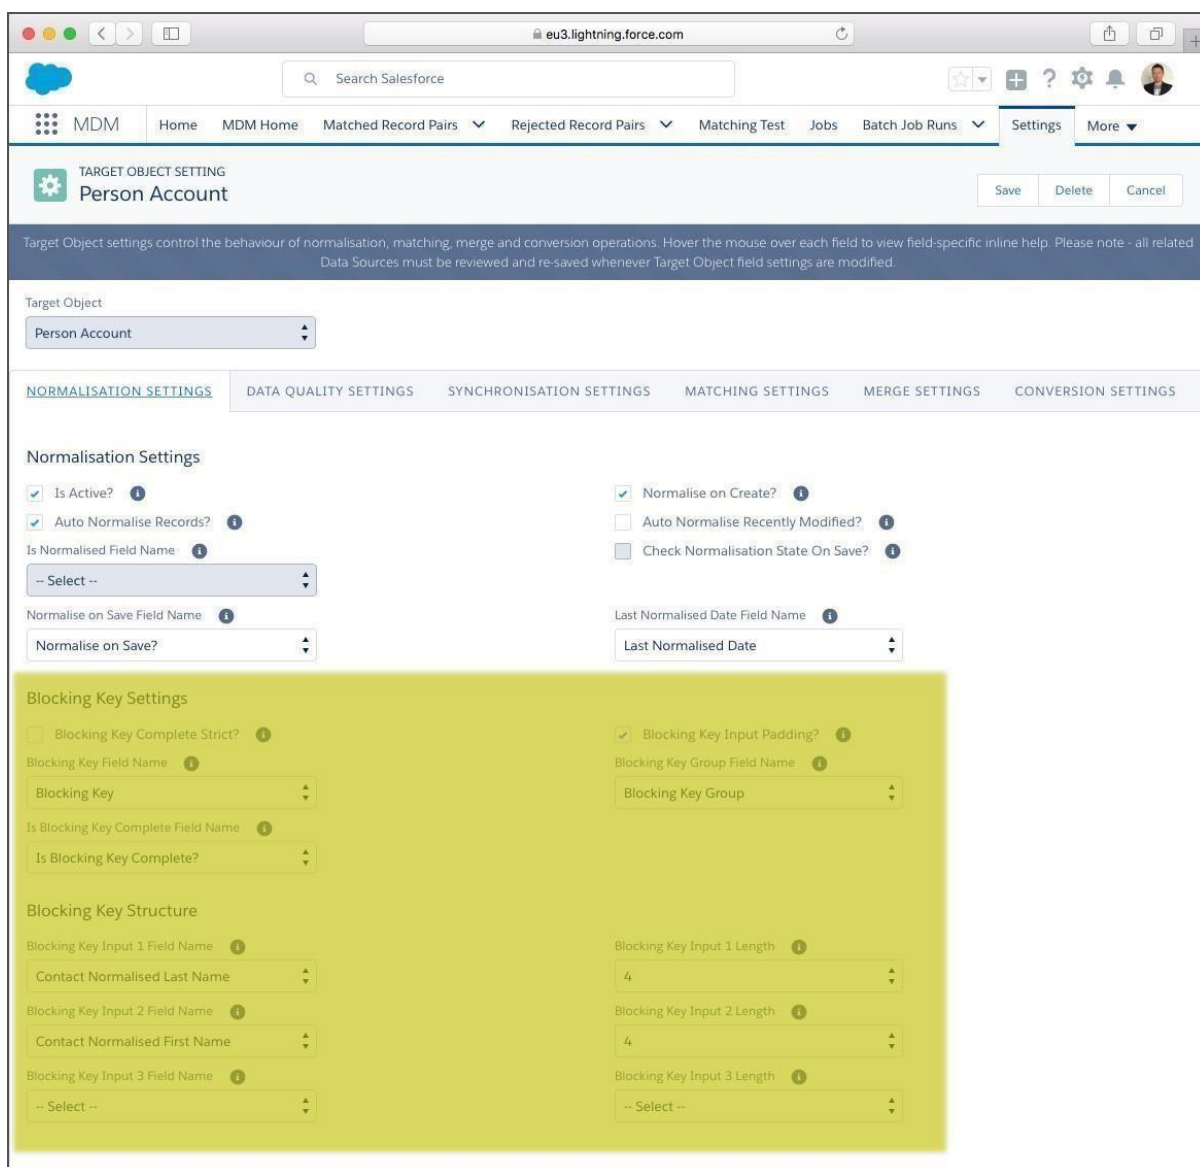 eu3.lightning.force.com
Search Salesforce
MDM Home MDM Home Matched Record Pairs Rejected Record Pairs Matching Test Jobs Batch Job Runs Settings More
TARGET OBJECT SETTING
Person Account
Save Delete Cancel
Target Object settings control the behaviour of normalisation, matching, merge and conversion operations. Hover the mouse over each field to view field-specific inline help. Please note - all related
Data Sources must be reviewed and re-saved whenever Target Object field settings are modified.
Target Object
Person Account
NORMALISATION SETTINGS DATA QUALITY SETTINGS SYNCHRONISATION SETTINGS MATCHING SETTINGS MERGE SETTINGS CONVERSION SETTINGS
Normalisation Settings
Is Active? Normalise on Create?
Auto Normalise Records? Auto Normalise Recently Modified?
Is Normalised Field Name Check Normalisation State On Save?
-- Select --
Normalise on Save Field Name Last Normalised Date Field Name
Normalise on Save? Last Normalised Date
Blocking Key Settings
Blocking Key Complete Strict? Blocking Key Input Padding?
Blocking Key Field Name Blocking Key Group Field Name
Blocking Key Blocking Key Group
Is Blocking Key Complete Field Name
Is Blocking Key Complete?
Blocking Key Structure
Blocking Key Input 1 Field Name Blocking Key Input 1 Length
Contact Normalised Last Name 4
Blocking Key Input 2 Field Name Blocking Key Input 2 Length
Contact Normalised First Name 4
Blocking Key Input 3 Field Name Blocking Key Input 3 Length
-- Select -- -- Select --